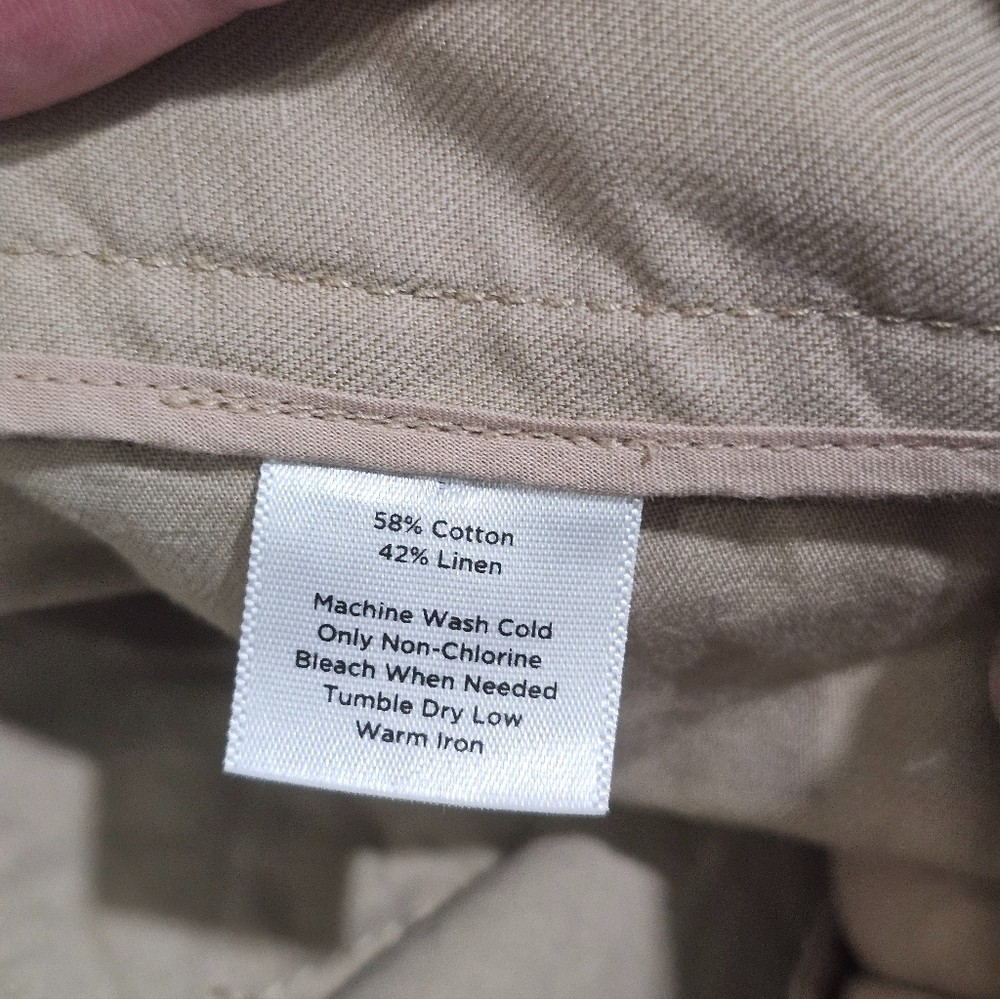 58% Cotton
42% Linen
Machine Wash Cold
Only Non-Chlorine
Bleach When Needed
Tumble Dry Low
Warm Iron